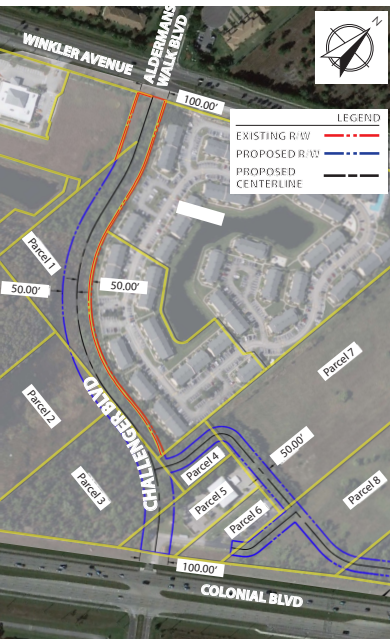 N
WINKLER AVENUE
ALDERMANS
WALK BLVD
100.00'
LEGEND
EXISTING R/W
PROPOSED R/W
PROPOSED
CENTERLINE
Parcel 1
50.00'
50.00'
Parcel 7
Parcel 2
CHALLENGER BLVD
Parcel 3
50.00'
Parcel 4
Parcel 5
Parcel 8
Parcel 6
100.00'
COLONIAL BLVD